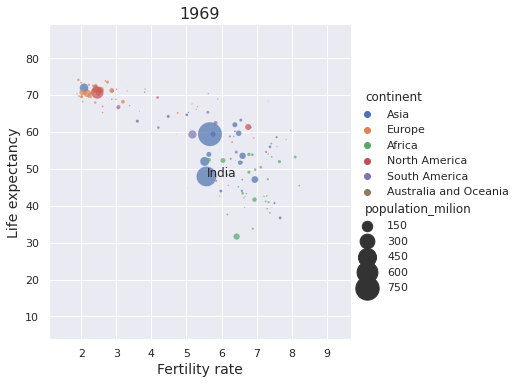 1969
80
70
60
50
40
30
20
10
Life expectancy
India
2 3 4 5 6 7 8 9
Fertility rate
continent
Asia
Europe
Africa
North America
South America
Australia and Oceania
population_milion
150
300
450
600
750